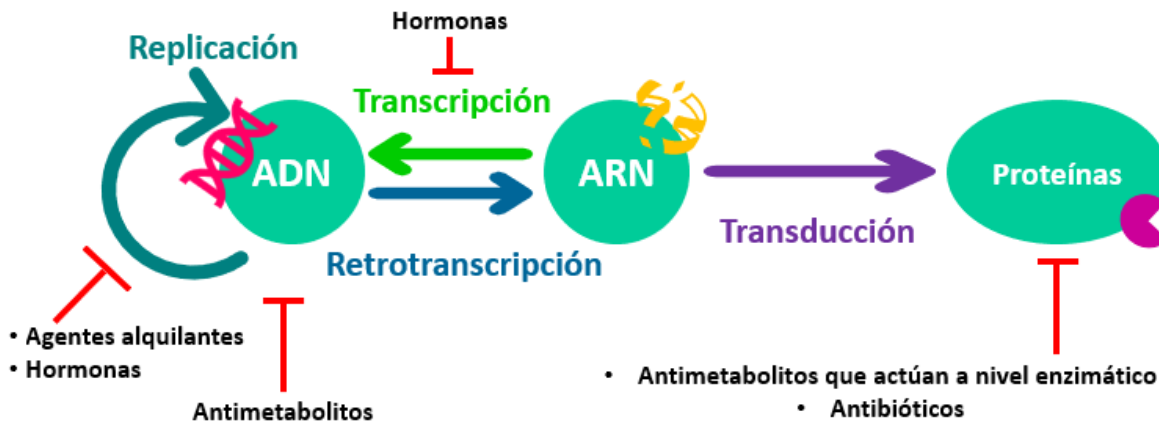 Hormonas
Replicación
Transcripción
ADN
ARN
Proteínas
Transducción
Retrotranscripción
• Agentes alquilantes
• Hormonas
Antimetabolitos
• Antimetabolitos que actúan a nivel enzimático
• Antibióticos